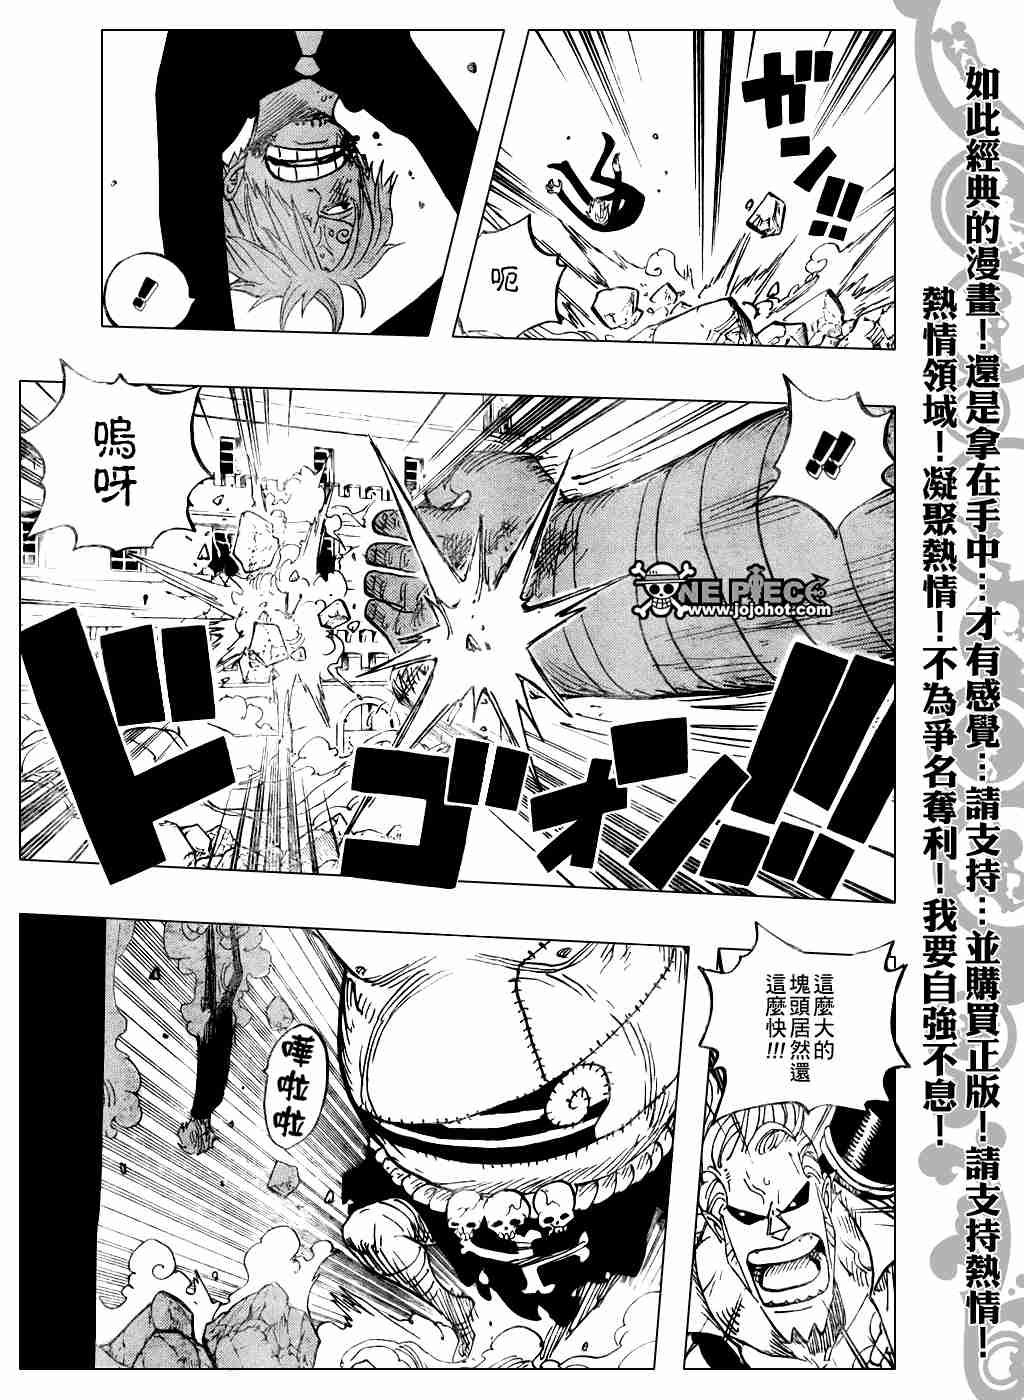 ガン!!
呃
!
!!
嗚
呀
ONE PIECE
www.jojohot.com
ドゴォン!!!
這麼大的
塊頭居然還
這麼快!!!
嘩啦啦
如此經典的漫畫！還是拿在手中…才有感覺…請支持…並購買正版！請支持熱情！
熱情領域！凝聚熱情！不為爭名奪利！我要自強不息！